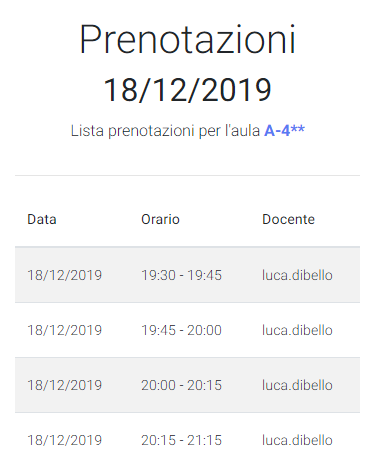 Prenotazioni
18/12/2019
Lista prenotazioni per l'aula A-4**
Data Orario Docente
18/12/2019 19:30 - 19:45 luca.dibello
18/12/2019 19:45 - 20:00 luca.dibello
18/12/2019 20:00 - 20:15 luca.dibello
18/12/2019 20:15 - 21:15 luca.dibello